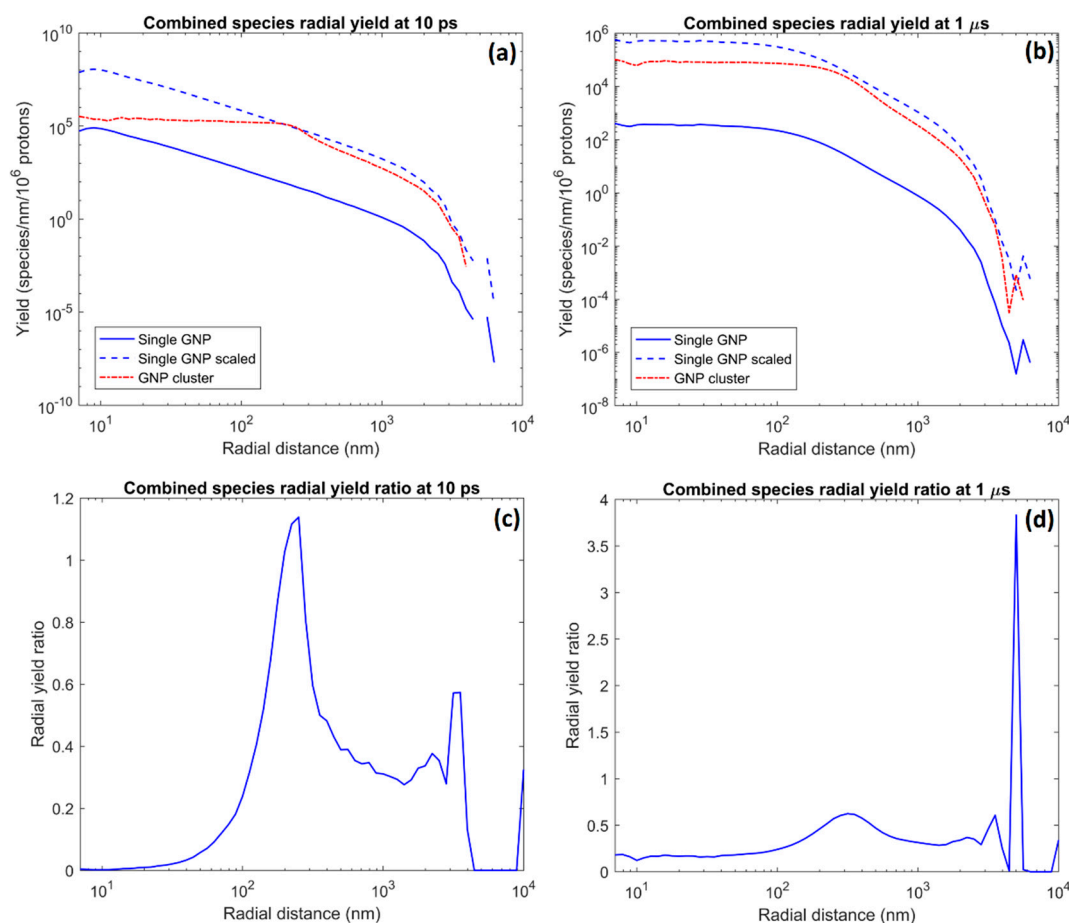 Combined species radial yield at 10 ps
(a)
Yield (species/nm/10^6 protons)
10^10
10^5
10^0
10^-5
10^-10
Single GNP
Single GNP scaled
GNP cluster
10^1 10^2 10^3 10^4
Radial distance (nm)
Combined species radial yield at 1 μs
(b)
Yield (species/nm/10^6 protons)
10^6
10^4
10^2
10^0
10^-2
10^-4
10^-6
10^-8
Single GNP
Single GNP scaled
GNP cluster
10^1 10^2 10^3 10^4
Radial distance (nm)
Combined species radial yield ratio at 10 ps
(c)
Radial yield ratio
1.2
1
0.8
0.6
0.4
0.2
0
10^1 10^2 10^3 10^4
Radial distance (nm)
Combined species radial yield ratio at 1 μs
(d)
Radial yield ratio
4
3.5
3
2.5
2
1.5
1
0.5
0
10^1 10^2 10^3 10^4
Radial distance (nm)